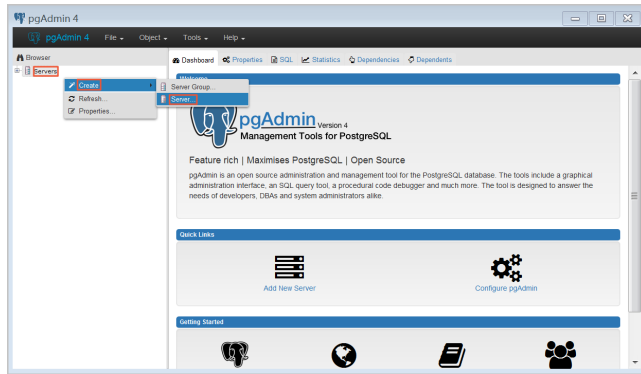 pgAdmin 4
pgAdmin 4 File Object Tools Help
Browser
Dashboard Properties SQL Statistics Dependencies Dependents
Servers
Welcome
Create
Server Group...
Refresh...
Server...
Properties...
pgAdmin Version 4
Management Tools for PostgreSQL
Feature rich | Maximises PostgreSQL | Open Source
pgAdmin is an open source administration and management tool for the PostgreSQL database. The tools include a graphical
administration interface, an SQL query tool, a procedural code debugger and much more. The tool is designed to answer the
needs of developers, DBAs and system administrators alike.
Quick Links
Add New Server
Configure pgAdmin
Getting Started